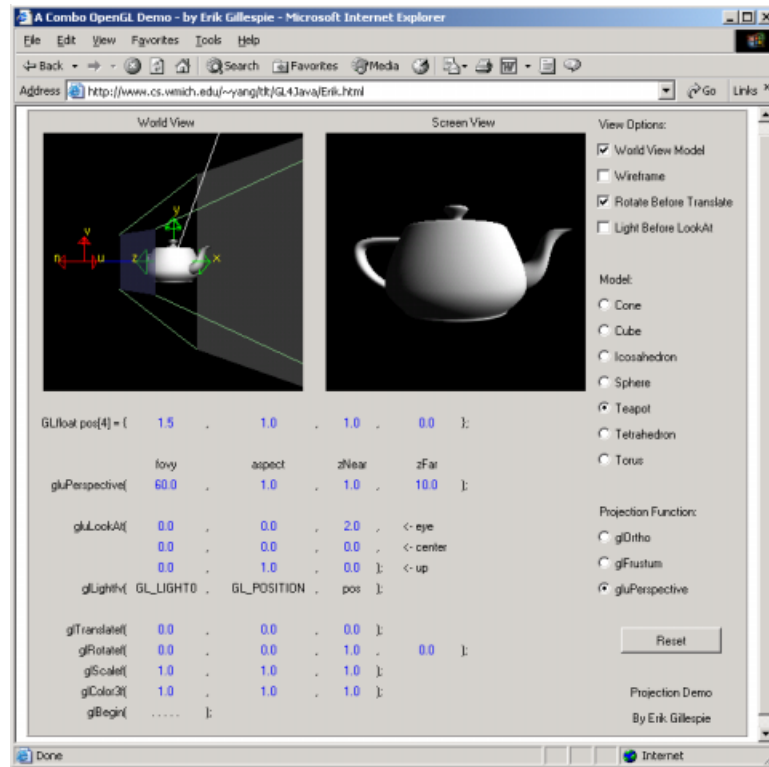 A Combo OpenGL Demo - by Erik Gillespie - Microsoft Internet Explorer
File Edit View Favorites Tools Help
Back Search Favorites Media
Address http://www.cs.wmich.edu/~yang/tlt/GL4Java/Erik.html Go Links
World View Screen View View Options:
World View Model
Wireframe
Rotate Before Translate
Light Before LookAt
v y
n u z x
Model:
Cone
Cube
Icosahedron
Sphere
Teapot
Tetrahedron
Torus
GLfloat pos[4] = { 1.5 , 1.0 , 1.0 , 0.0 };
fovy aspect zNear zFar
gluPerspective( 60.0 , 1.0 , 1.0 , 10.0 );
Projection Function:
glOrtho
glFrustum
gluPerspective
gluLookAt( 0.0 , 0.0 , 2.0 , <- eye
0.0 , 0.0 , 0.0 , <- center
0.0 , 1.0 , 0.0 ); <- up
glLightfv( GL_LIGHT0 , GL_POSITION , pos );
glTranslatef( 0.0 , 0.0 , 0.0 );
glRotatef( 0.0 , 0.0 , 1.0 , 0.0 );
glScalef( 1.0 , 1.0 , 1.0 );
glColor3f( 1.0 , 1.0 , 1.0 );
glBegin( ..... );
Reset
Projection Demo
By Erik Gillespie
Done Internet